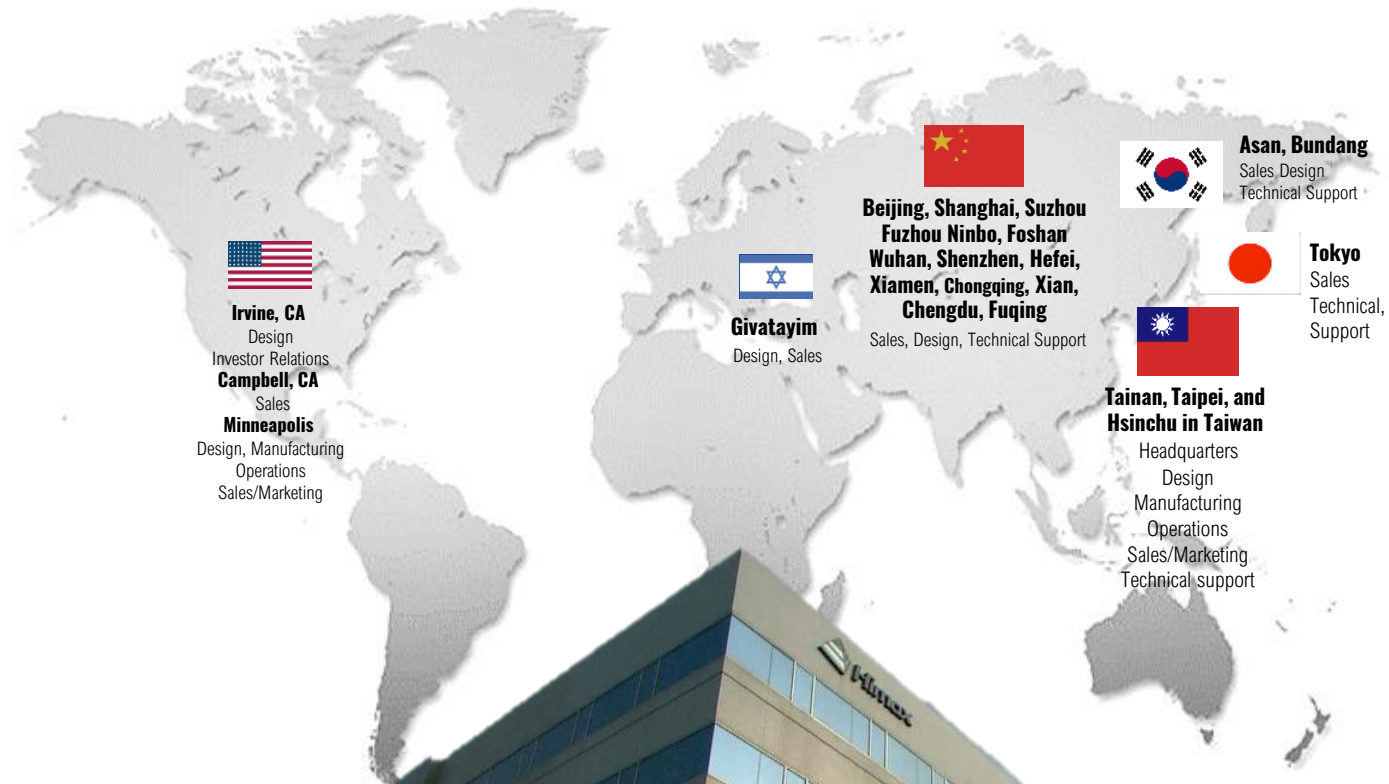 Irvine, CA
Design
Investor Relations
Campbell, CA
Sales
Minneapolis
Design, Manufacturing
Operations
Sales/Marketing
Givatayim
Design, Sales
Beijing, Shanghai, Suzhou
Fuzhou Ninbo, Foshan
Wuhan, Shenzhen, Hefei,
Xiamen, Chongqing, Xian,
Chengdu, Fuqing
Sales, Design, Technical Support
Asan, Bundang
Sales Design
Technical Support
Tokyo
Sales
Technical,
Support
Tainan, Taipei, and
Hsinchu in Taiwan
Headquarters
Design
Manufacturing
Operations
Sales/Marketing
Technical support
Himax